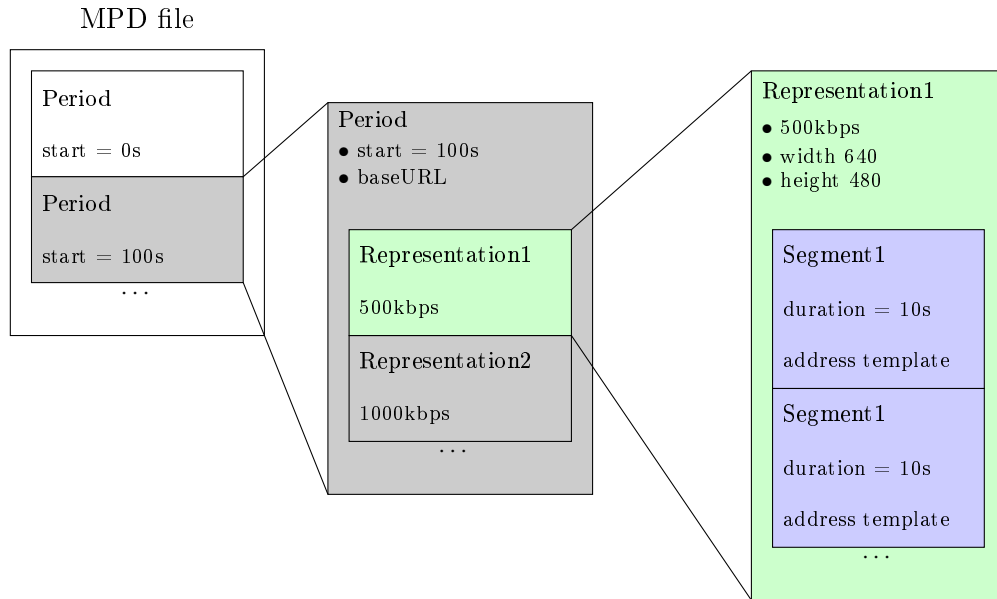 MPD file
Period
start = 0s
Period
start = 100s
...
Period
• start = 100s
• baseURL
Representation1
500kbps
Representation2
1000kbps
...
Representation1
• 500kbps
• width 640
• height 480
Segment1
duration = 10s
address template
Segment1
duration = 10s
address template
...